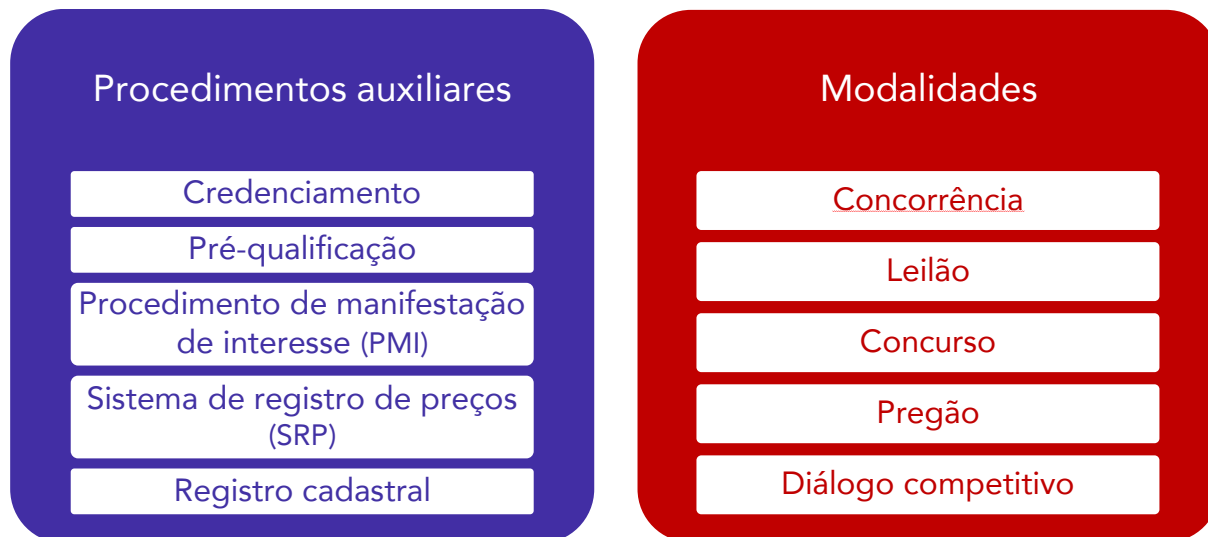 Procedimentos auxiliares
Credenciamento
Pré-qualificação
Procedimento de manifestação
de interesse (PMI)
Sistema de registro de preços
(SRP)
Registro cadastral
Modalidades
Concorrência
Leilão
Concurso
Pregão
Diálogo competitivo